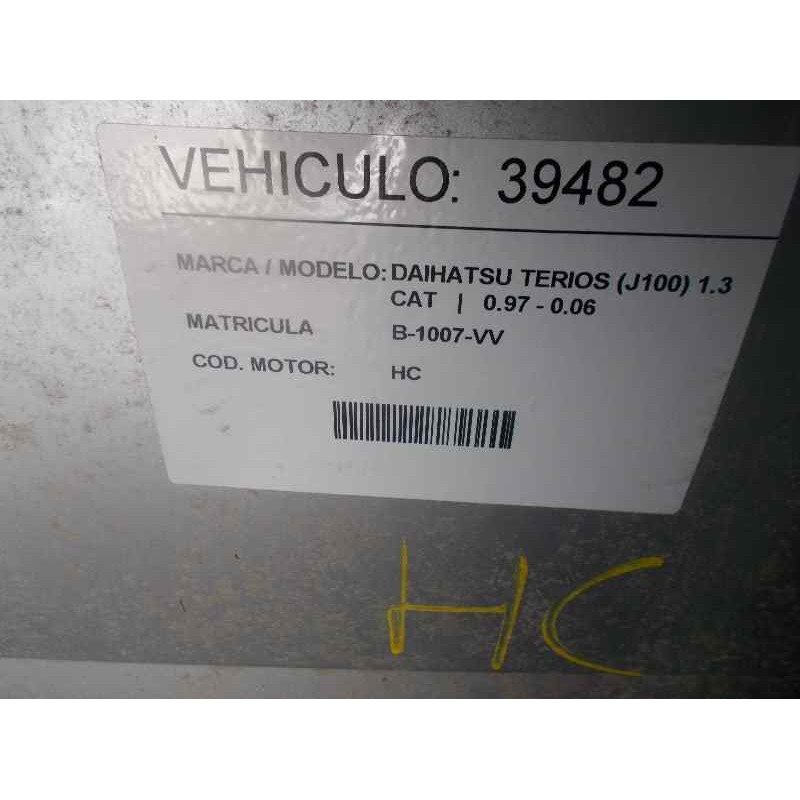 VEHICULO: 39482
MARCA / MODELO: DAIHATSU TERIOS (J100) 1.3
CAT | 0.97 - 0.06
MATRICULA B-1007-VV
COD. MOTOR: HC
HC